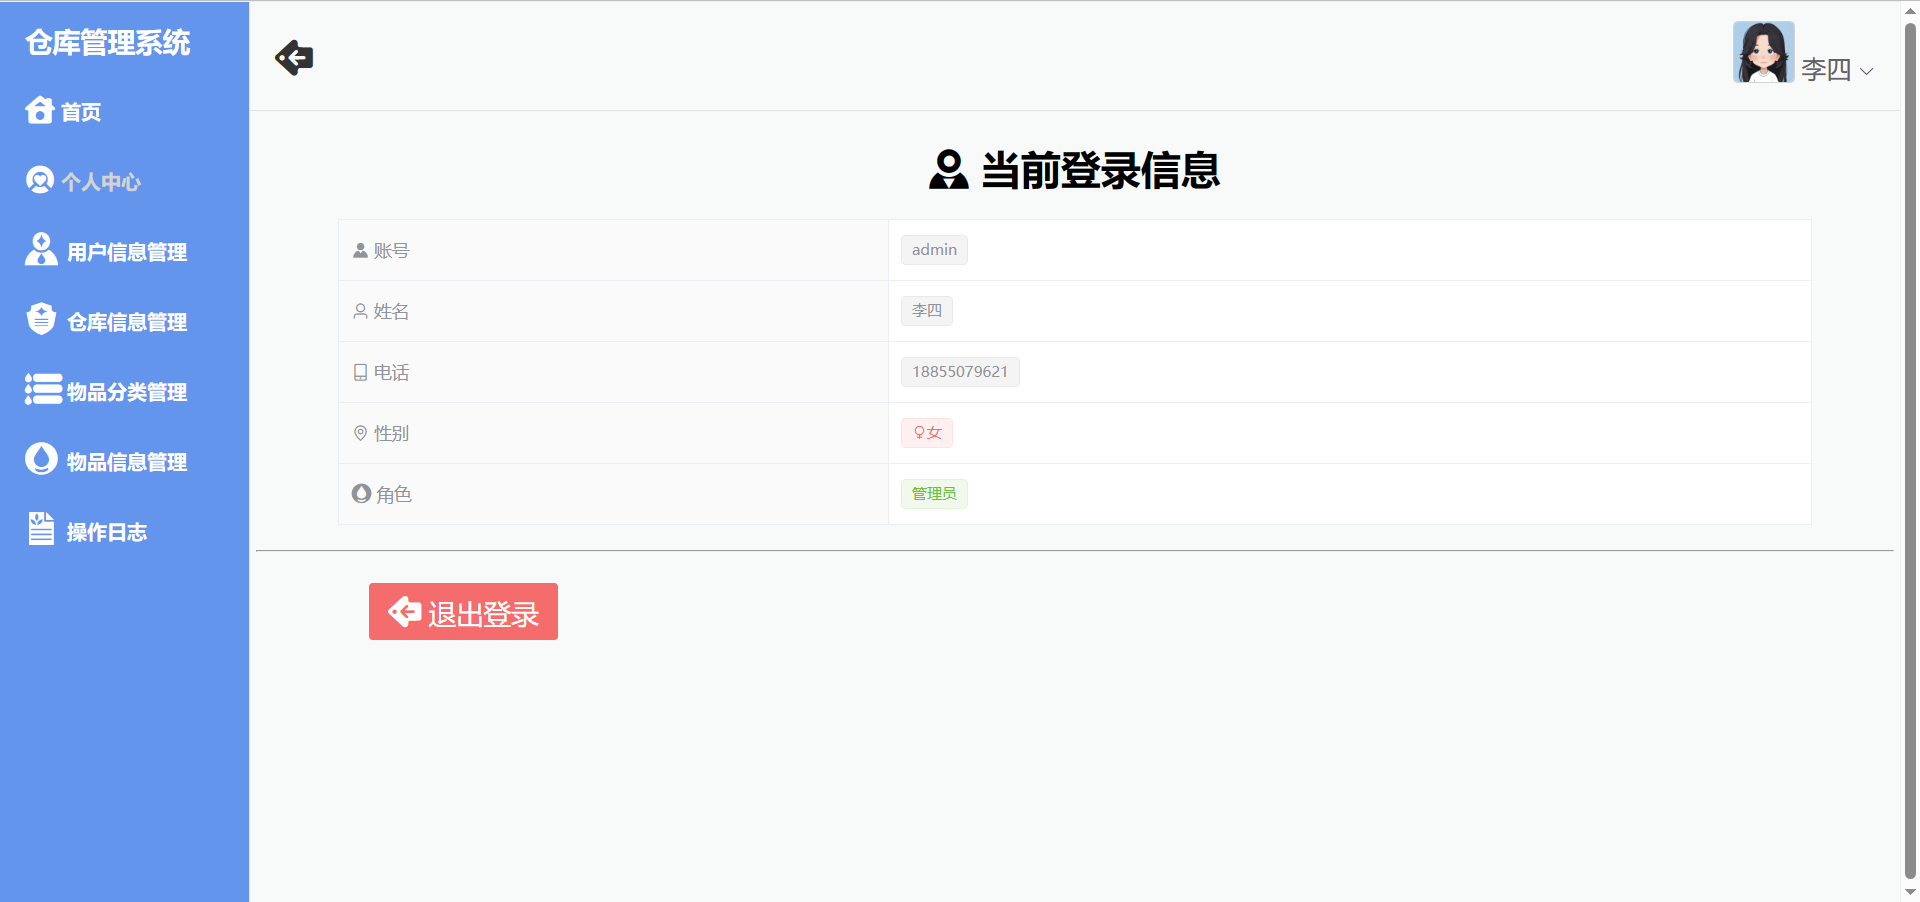 仓库管理系统
首页
个人中心
用户信息管理
仓库信息管理
物品分类管理
物品信息管理
操作日志
李四
当前登录信息
账号 admin
姓名 李四
电话 18855079621
性别 ♀女
角色 管理员
退出登录